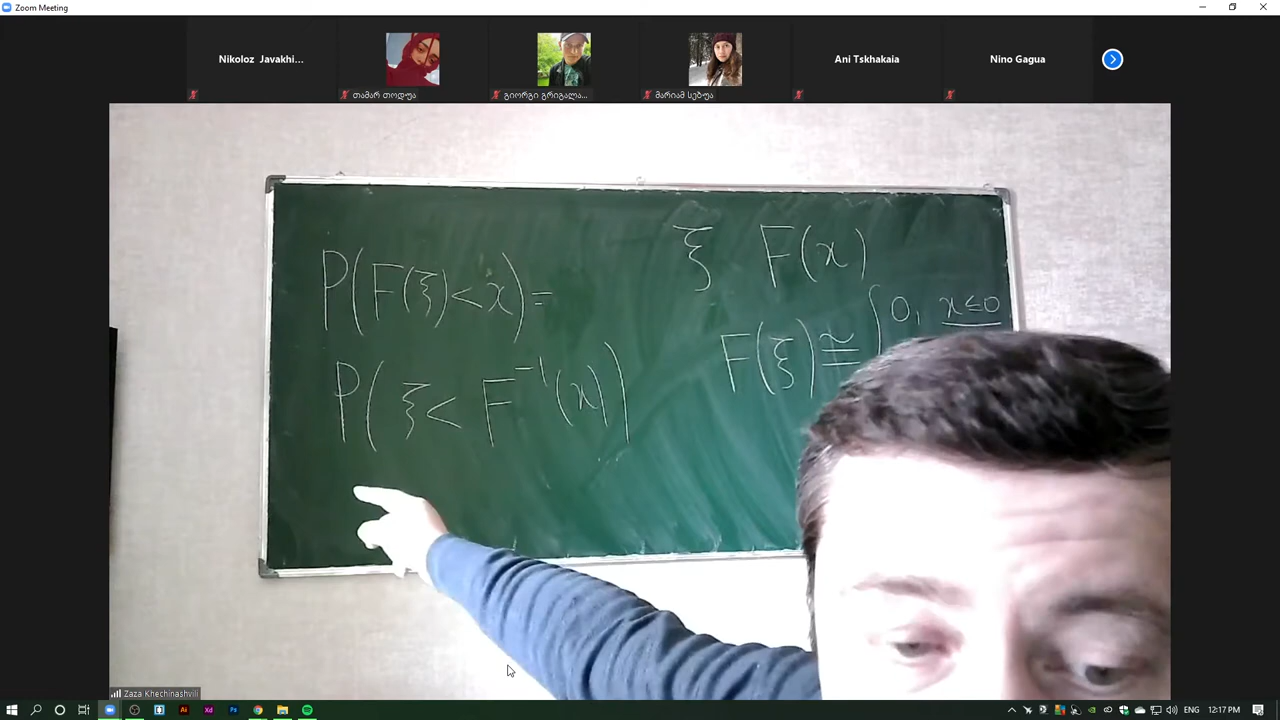 Zoom Meeting
Nikoloz Javakhi...
თამარ თოდუა
გიორგი გრიგალა...
მარიამ სებუა
Ani Tskhakaia
Nino Gagua
P(F(ξ)<x)=
P(ξ<F⁻¹(x))
ξ F(x)
F(ξ)≅{0, x≤0
Zaza Khechinashvili
ENG 12:17 PM